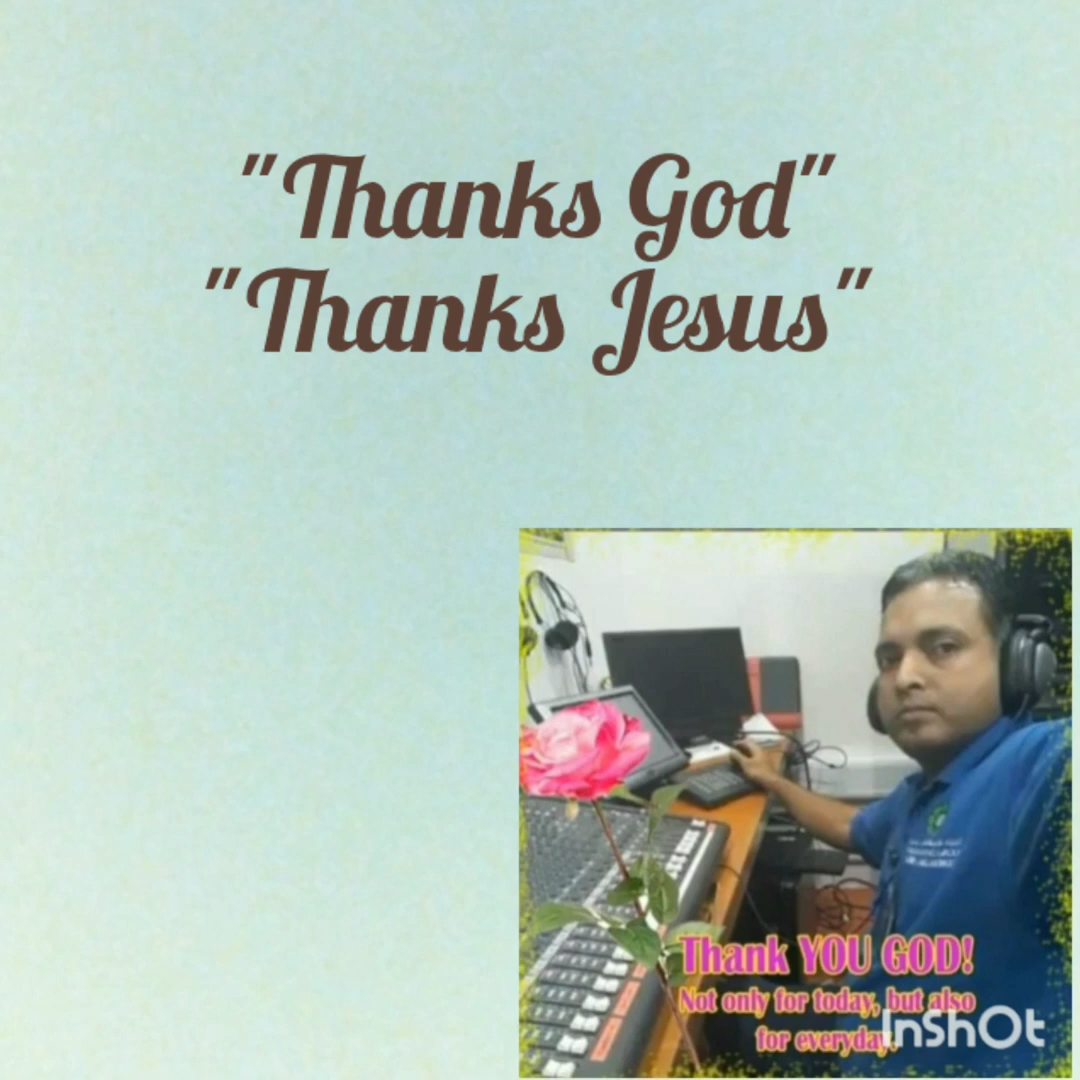 "Thanks God"
"Thanks Jesus"
Thank YOU GOD!
Not only for today, but also
for everyday
InShOt